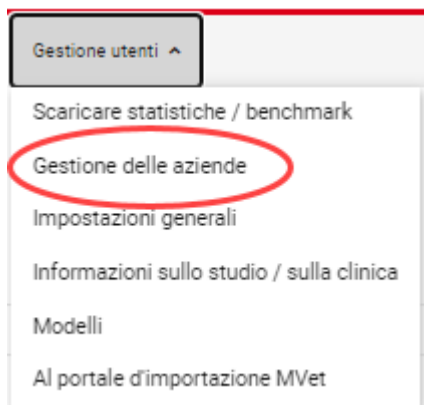 Gestione utenti
Scaricare statistiche / benchmark
Gestione delle aziende
Impostazioni generali
Informazioni sullo studio / sulla clinica
Modelli
Al portale d'importazione MVet